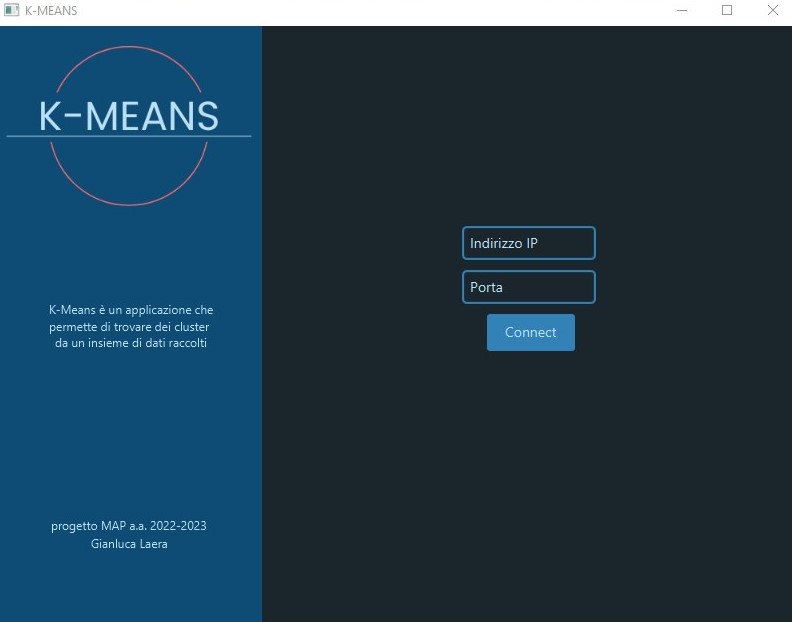 K-MEANS
K-MEANS
K-Means è un applicazione che
permette di trovare dei cluster
da un insieme di dati raccolti
progetto MAP a.a. 2022-2023
Gianluca Laera
Indirizzo IP
Porta
Connect